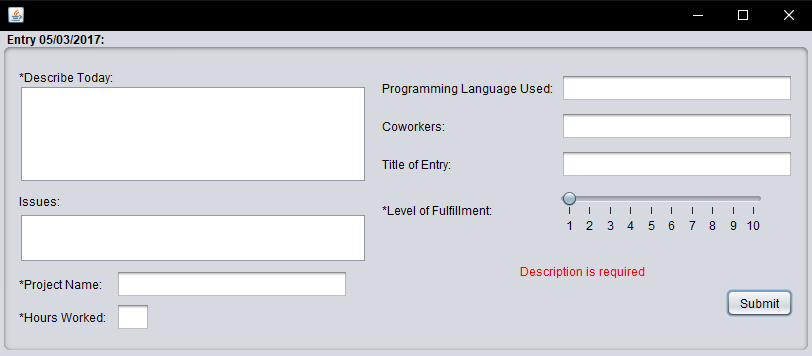 Entry 05/03/2017:
*Describe Today:
Issues:
*Project Name:
*Hours Worked:
Programming Language Used:
Coworkers:
Title of Entry:
*Level of Fulfillment:
1 2 3 4 5 6 7 8 9 10
Description is required
Submit